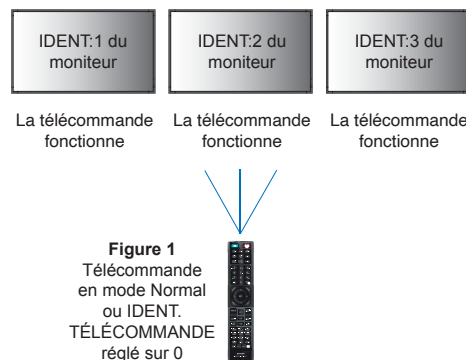 IDENT:1 du
moniteur
IDENT:2 du
moniteur
IDENT:3 du
moniteur
La télécommande
fonctionne
La télécommande
fonctionne
La télécommande
fonctionne
Figure 1
Télécommande
en mode Normal
ou IDENT.
TÉLÉCOMMANDE
réglé sur 0